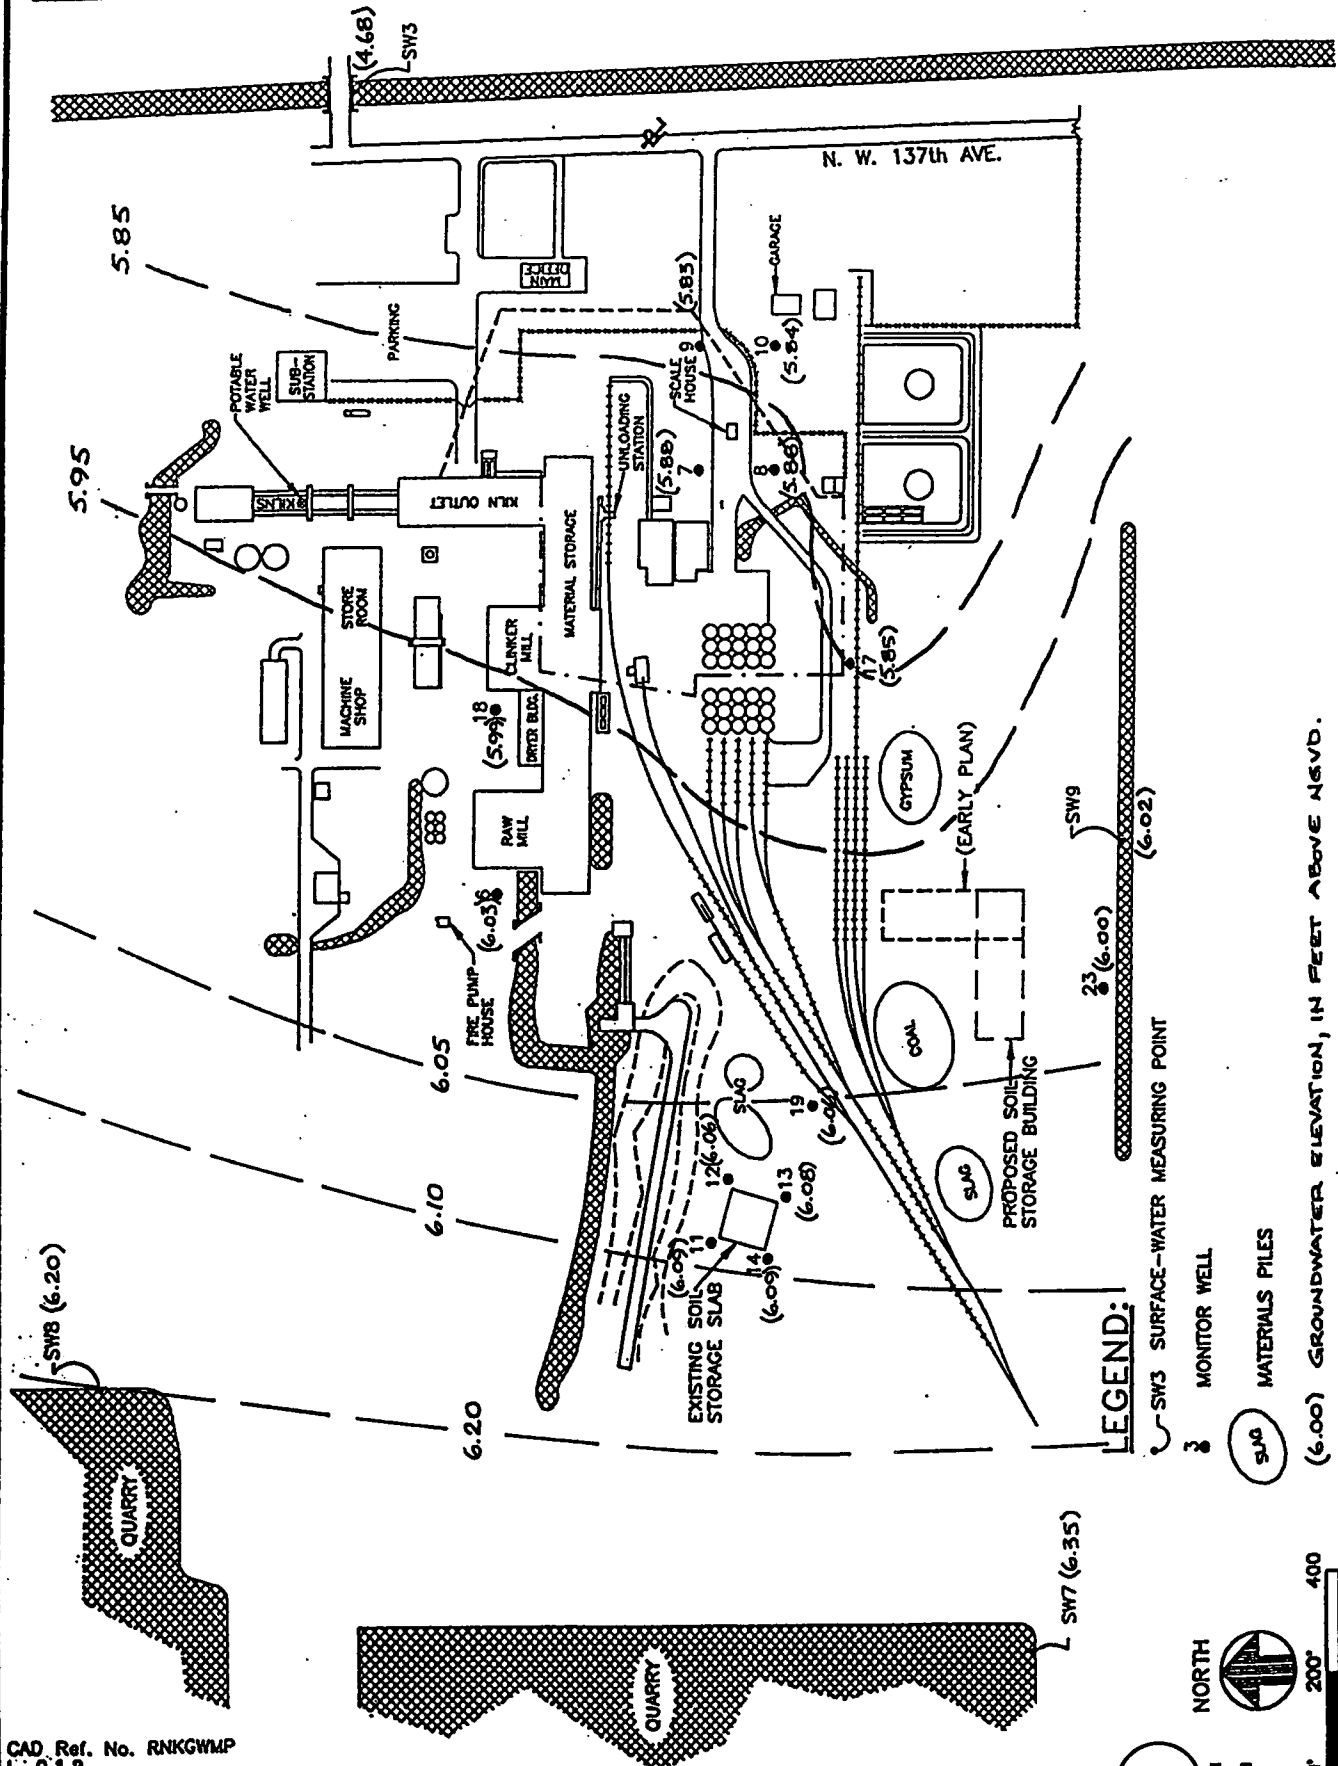 (4.68)
SW3
N. W. 137th AVE.
5.85
PARKING
MAIN
OFFICE
GARAGE
(5.83)
9
10
(5.84)
POTABLE
WATER
WELL
SUB-
STATION
SCALE
HOUSE
UNLOADING
STATION
(5.88)
7
8
(5.86)
5.95
KILNS
KILN OUTLET
MATERIAL STORAGE
STORE
ROOM
MACHINE
SHOP
CLINKER
MILL
DRYER BLDG.
18
(5.99)
RAW
MILL
17
(5.85)
GYPSUM
(EARLY PLAN)
SW9
(6.02)
6
(6.03)
FIRE PUMP
HOUSE
6.05
COAL
23
(6.00)
SLAG
19
(6.06)
PROPOSED SOIL
STORAGE BUILDING
SLAG
12
(6.06)
13
(6.08)
11
(6.09)
14
(6.09)
EXISTING SOIL
STORAGE SLAB
6.10
SW8 (6.20)
6.20
QUARRY
QUARRY
SW7 (6.35)
LEGEND:
SW3 SURFACE-WATER MEASURING POINT
3 MONITOR WELL
SLAG MATERIALS PILES
(6.00) GROUNDWATER ELEVATION, IN FEET ABOVE NGVD.
NORTH
200' 400
CAD Ref. No. RNKGWMP